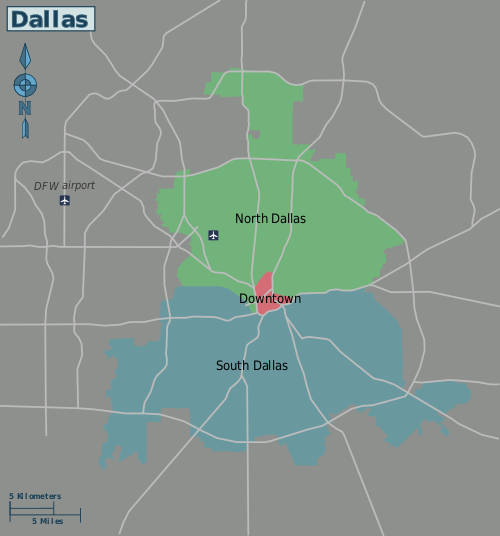 Dallas
N
DFW airport
North Dallas
Downtown
South Dallas
5 Kilometers
5 Miles